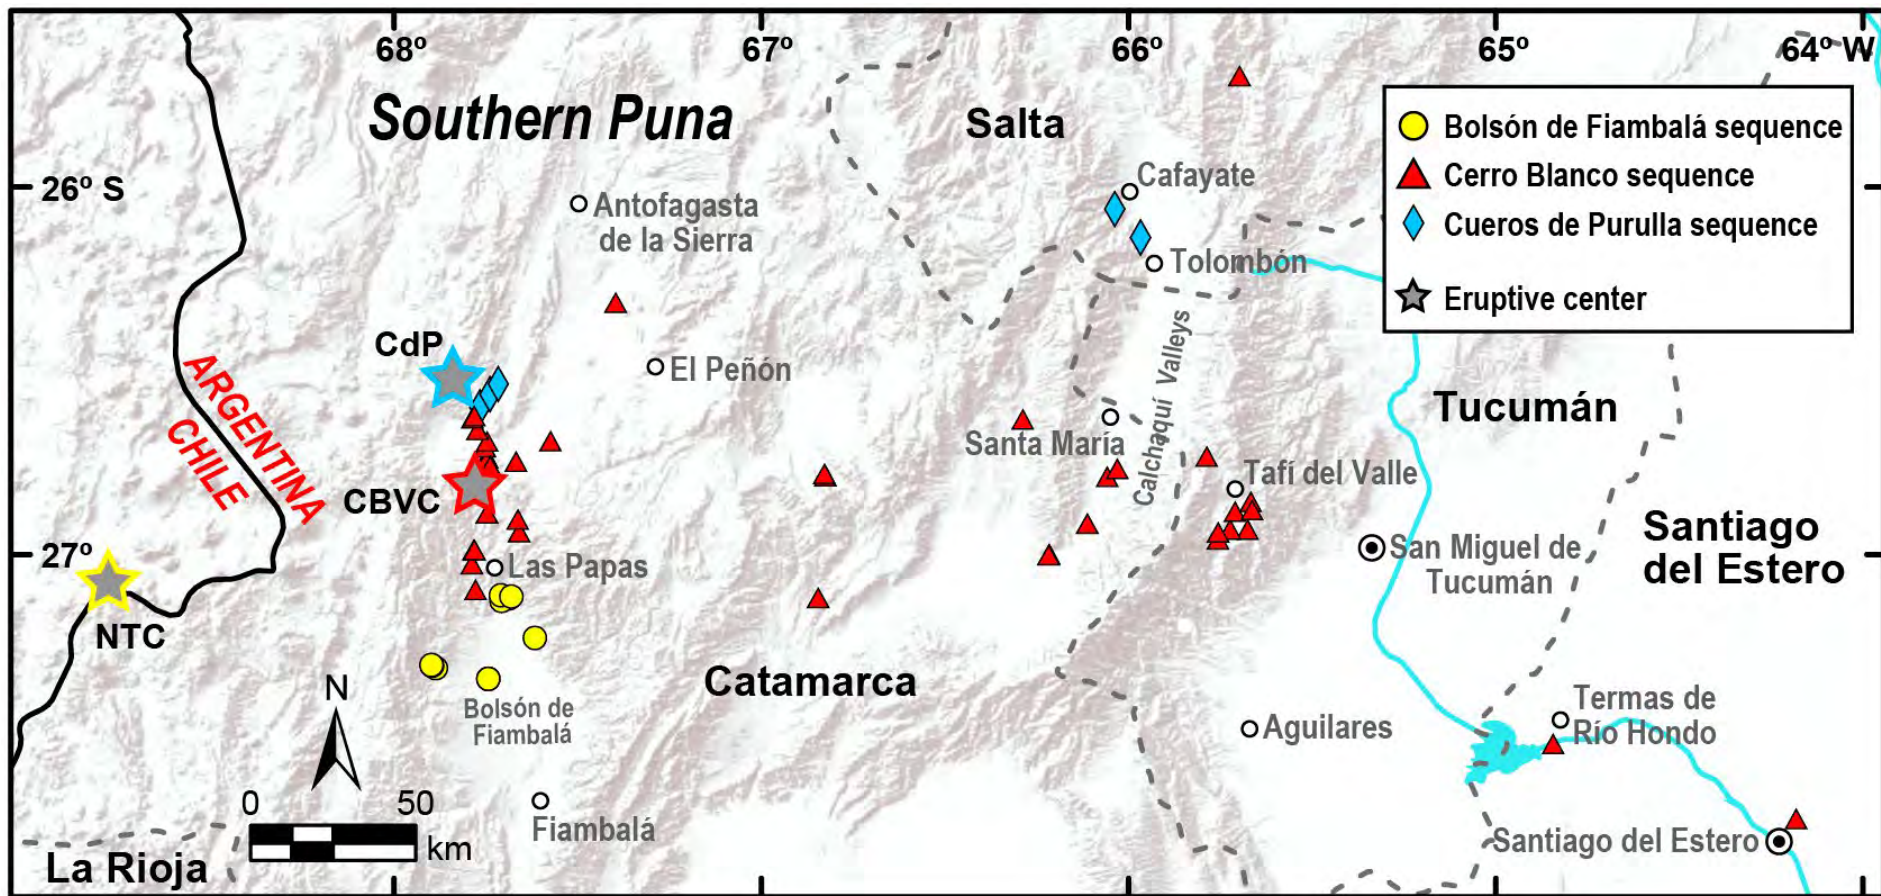 68º
67º
66º
65º
64º W
Southern Puna
Salta
Bolsón de Fiambalá sequence
Cerro Blanco sequence
Cueros de Purulla sequence
Eruptive center
26º S
Cafayate
Antofagasta
de la Sierra
Tolombón
CdP
El Peñón
ARGENTINA
CHILE
Calchaquí Valleys
Tucumán
Santa María
Tafí del Valle
CBVC
27º
Las Papas
San Miguel de
Tucumán
Santiago
del Estero
NTC
Catamarca
N
Bolsón de
Fiambalá
Aguilares
Termas de
Río Hondo
0
50
km
Fiambalá
Santiago del Estero
La Rioja